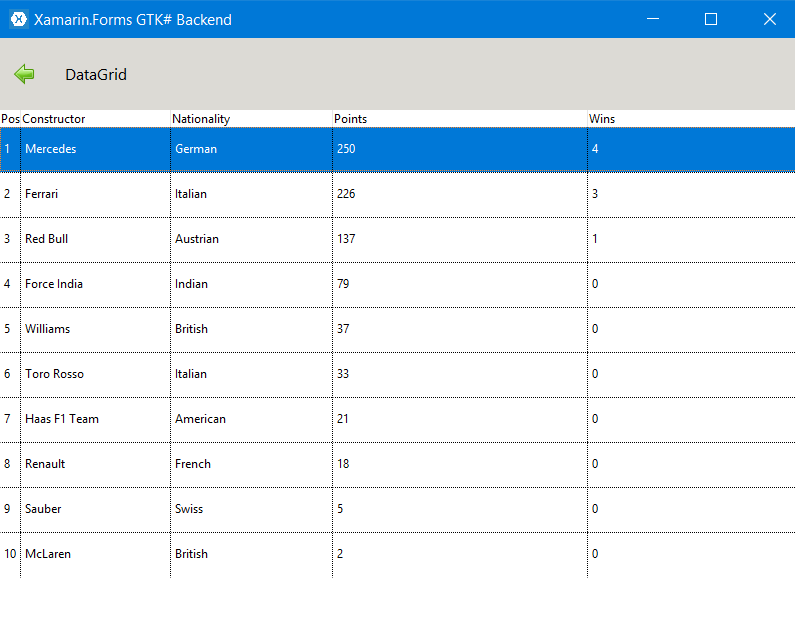 Xamarin.Forms GTK# Backend
DataGrid
Pos Constructor Nationality Points Wins
1 Mercedes German 250 4
2 Ferrari Italian 226 3
3 Red Bull Austrian 137 1
4 Force India Indian 79 0
5 Williams British 37 0
6 Toro Rosso Italian 33 0
7 Haas F1 Team American 21 0
8 Renault French 18 0
9 Sauber Swiss 5 0
10 McLaren British 2 0